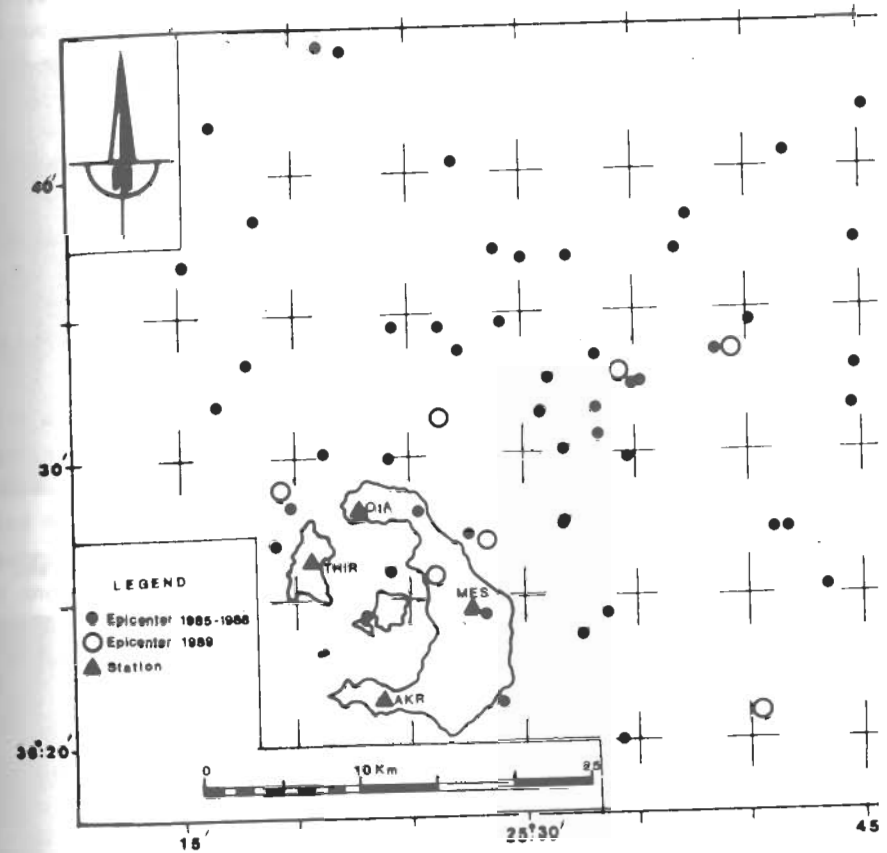 40'
30'
OIA
THIR
LEGEND
MES
Epicenter 1985-1988
Epicenter 1989
Station
AKR
36°20'
0 10 Km 25
15' 25°30' 45